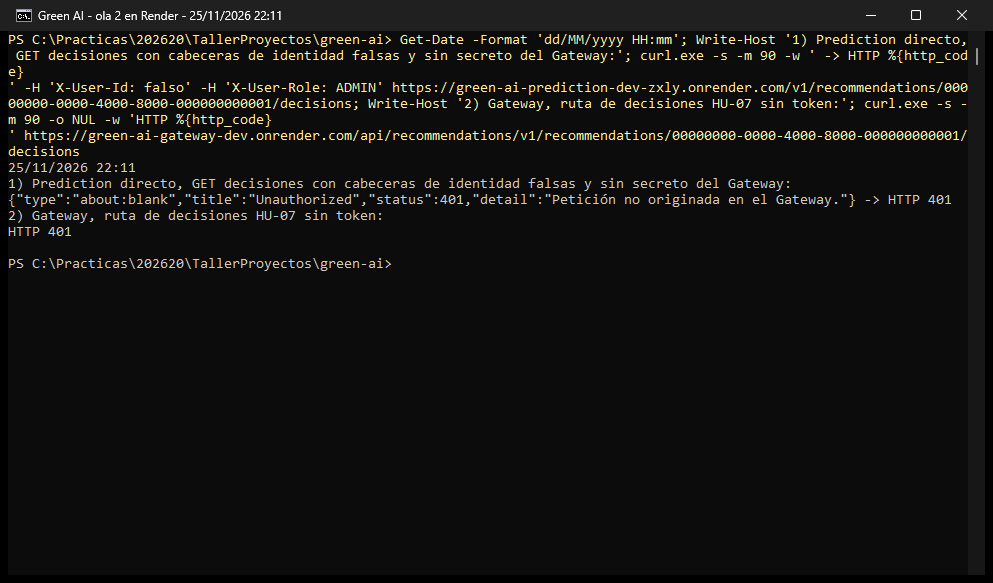 Green AI - ola 2 en Render - 25/11/2026 22:11
PS C:\Practicas\202620\TallerProyectos\green-ai> Get-Date -Format 'dd/MM/yyyy HH:mm'; Write-Host '1) Prediction directo,
 GET decisiones con cabeceras de identidad falsas y sin secreto del Gateway:'; curl.exe -s -m 90 -w ' -> HTTP %{http_cod
e}
' -H 'X-User-Id: falso' -H 'X-User-Role: ADMIN' https://green-ai-prediction-dev-zxly.onrender.com/v1/recommendations/000
00000-0000-4000-8000-000000000001/decisions; Write-Host '2) Gateway, ruta de decisiones HU-07 sin token:'; curl.exe -s -
m 90 -o NUL -w 'HTTP %{http_code}
' https://green-ai-gateway-dev.onrender.com/api/recommendations/v1/recommendations/00000000-0000-4000-8000-000000000001/
decisions
25/11/2026 22:11
1) Prediction directo, GET decisiones con cabeceras de identidad falsas y sin secreto del Gateway:
{"type":"about:blank","title":"Unauthorized","status":401,"detail":"Petición no originada en el Gateway."} -> HTTP 401
2) Gateway, ruta de decisiones HU-07 sin token:
HTTP 401
PS C:\Practicas\202620\TallerProyectos\green-ai>